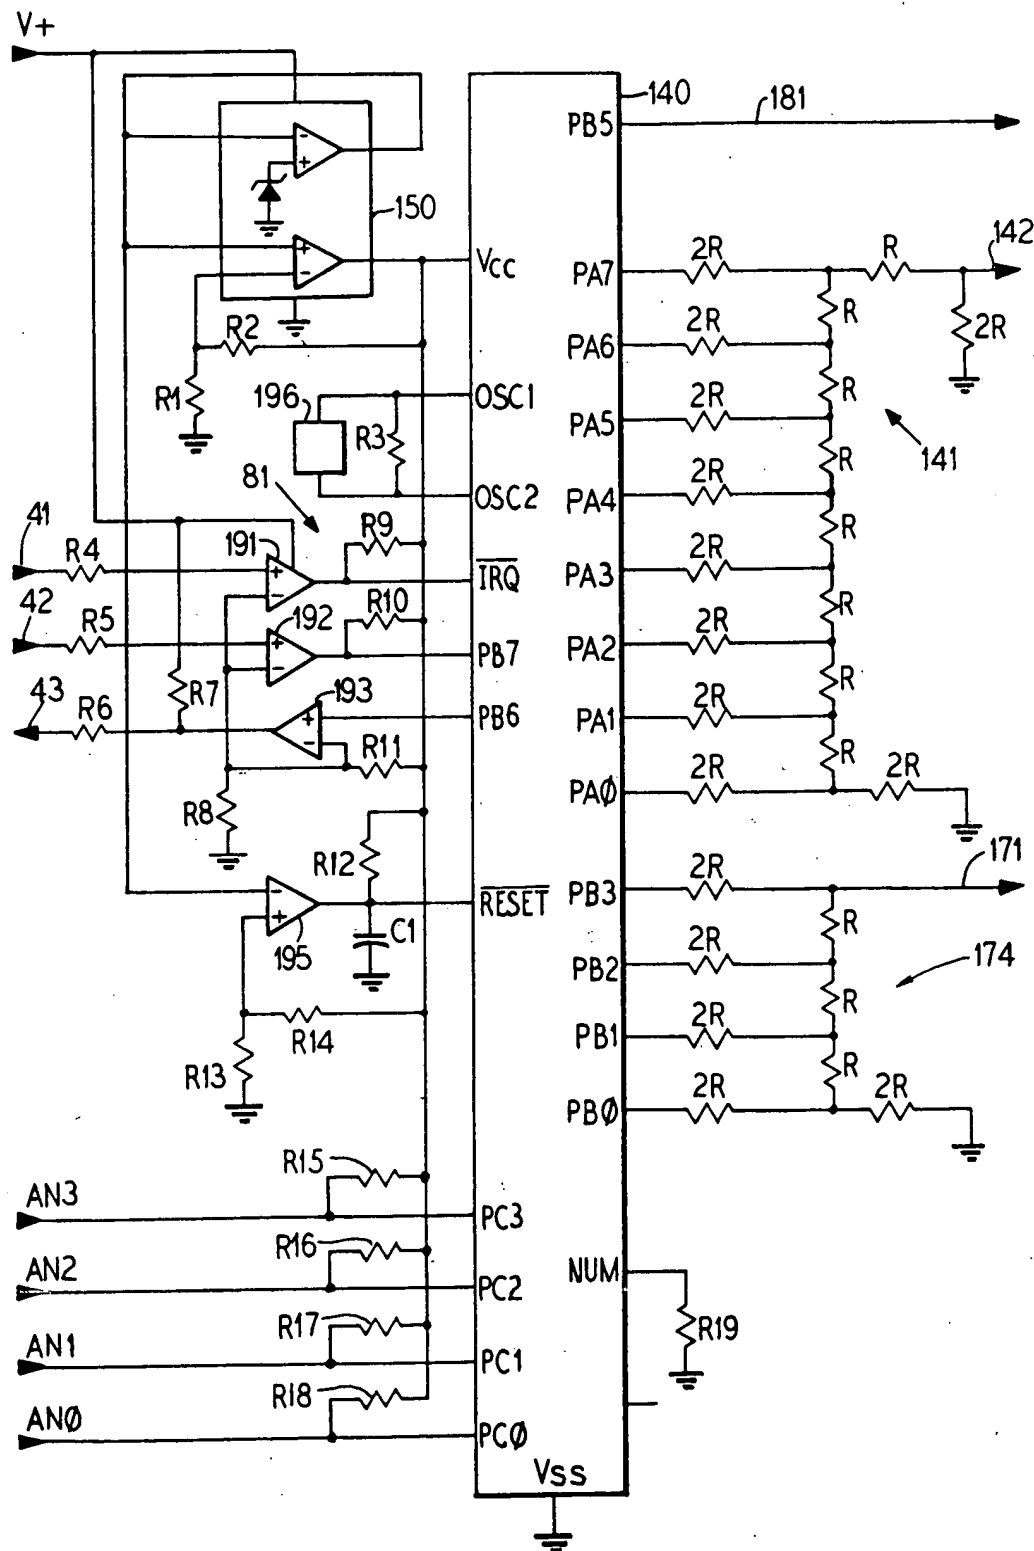 V+
140
PB5
181
150
VCC
PA7
2R
R
142
R
2R
R2
PA6
2R
R1
196
OSC1
R
R3
PA5
2R
141
81
OSC2
R
PA4
2R
41
R4
191
R9
R
IRQ
PA3
2R
42
R5
192
R10
R
PB7
PA2
2R
43
R6
R7
193
R
PB6
PA1
2R
R11
R
R8
PAØ
2R
2R
R12
PB3
2R
171
195
C1
RESET
R
PB2
2R
174
R14
R
R13
PB1
2R
R
PBØ
2R
2R
R15
AN3
PC3
R16
AN2
PC2
NUM
R17
R19
AN1
PC1
R18
ANØ
PCØ
VSS